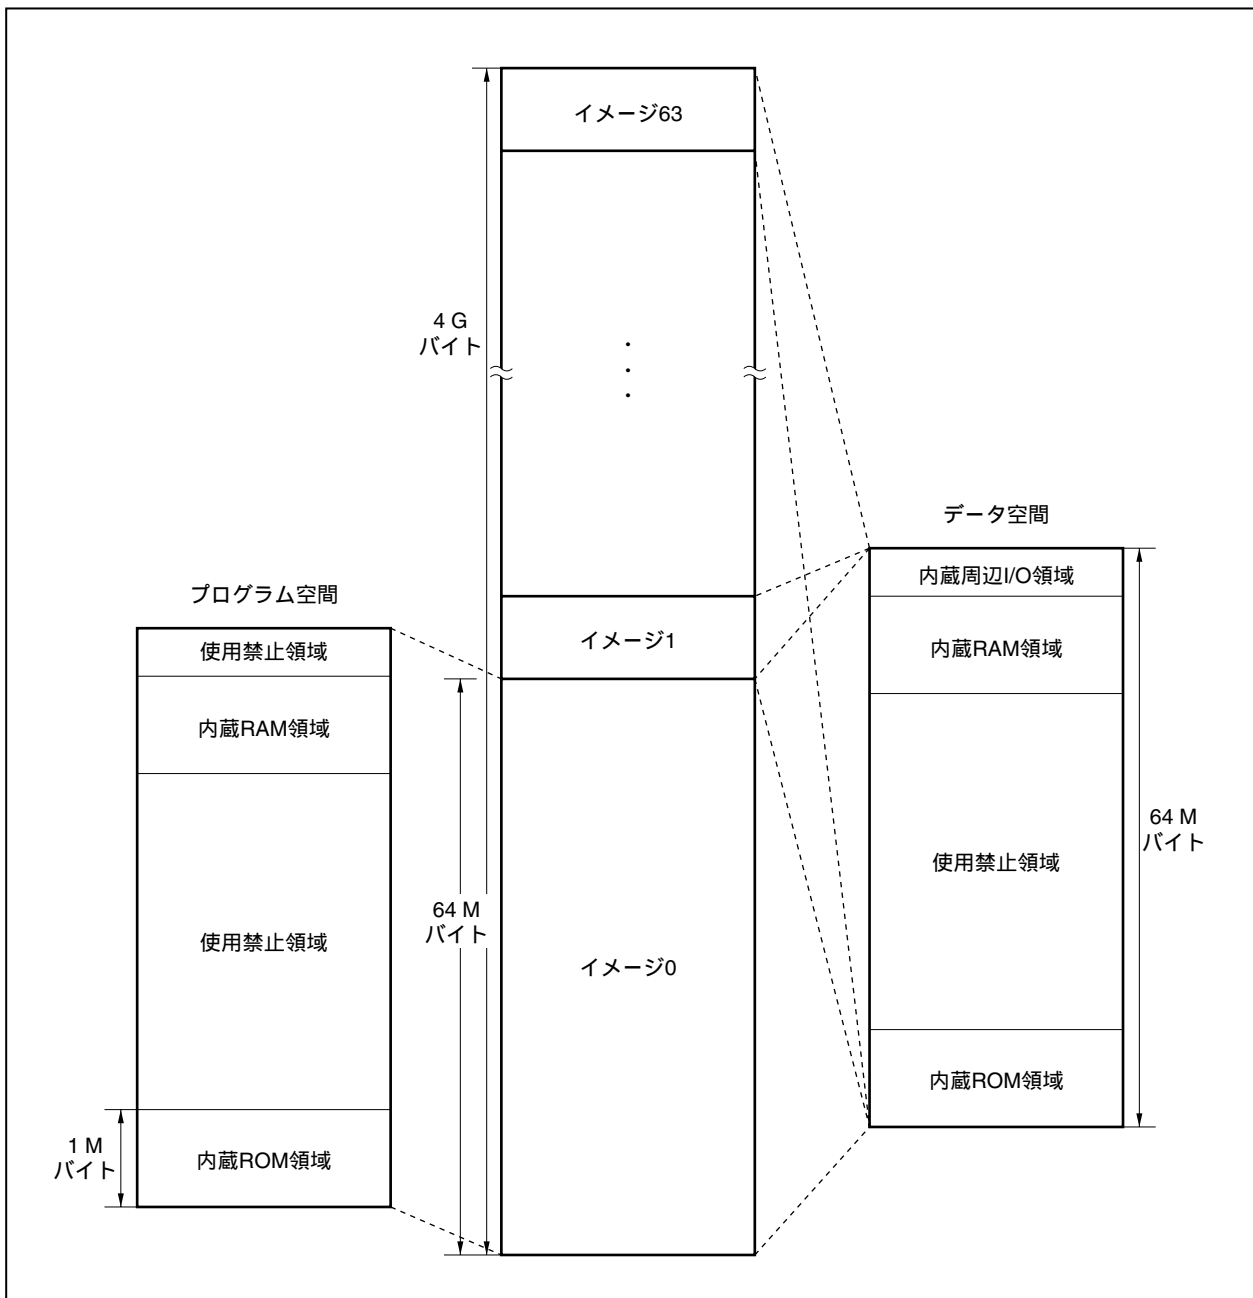 イメージ63
4 G
バイト
データ空間
内蔵周辺I/O領域
プログラム空間
イメージ1
使用禁止領域
内蔵RAM領域
内蔵RAM領域
64 M
バイト
使用禁止領域
64 M
バイト
使用禁止領域
イメージ0
内蔵ROM領域
1 M
バイト
内蔵ROM領域